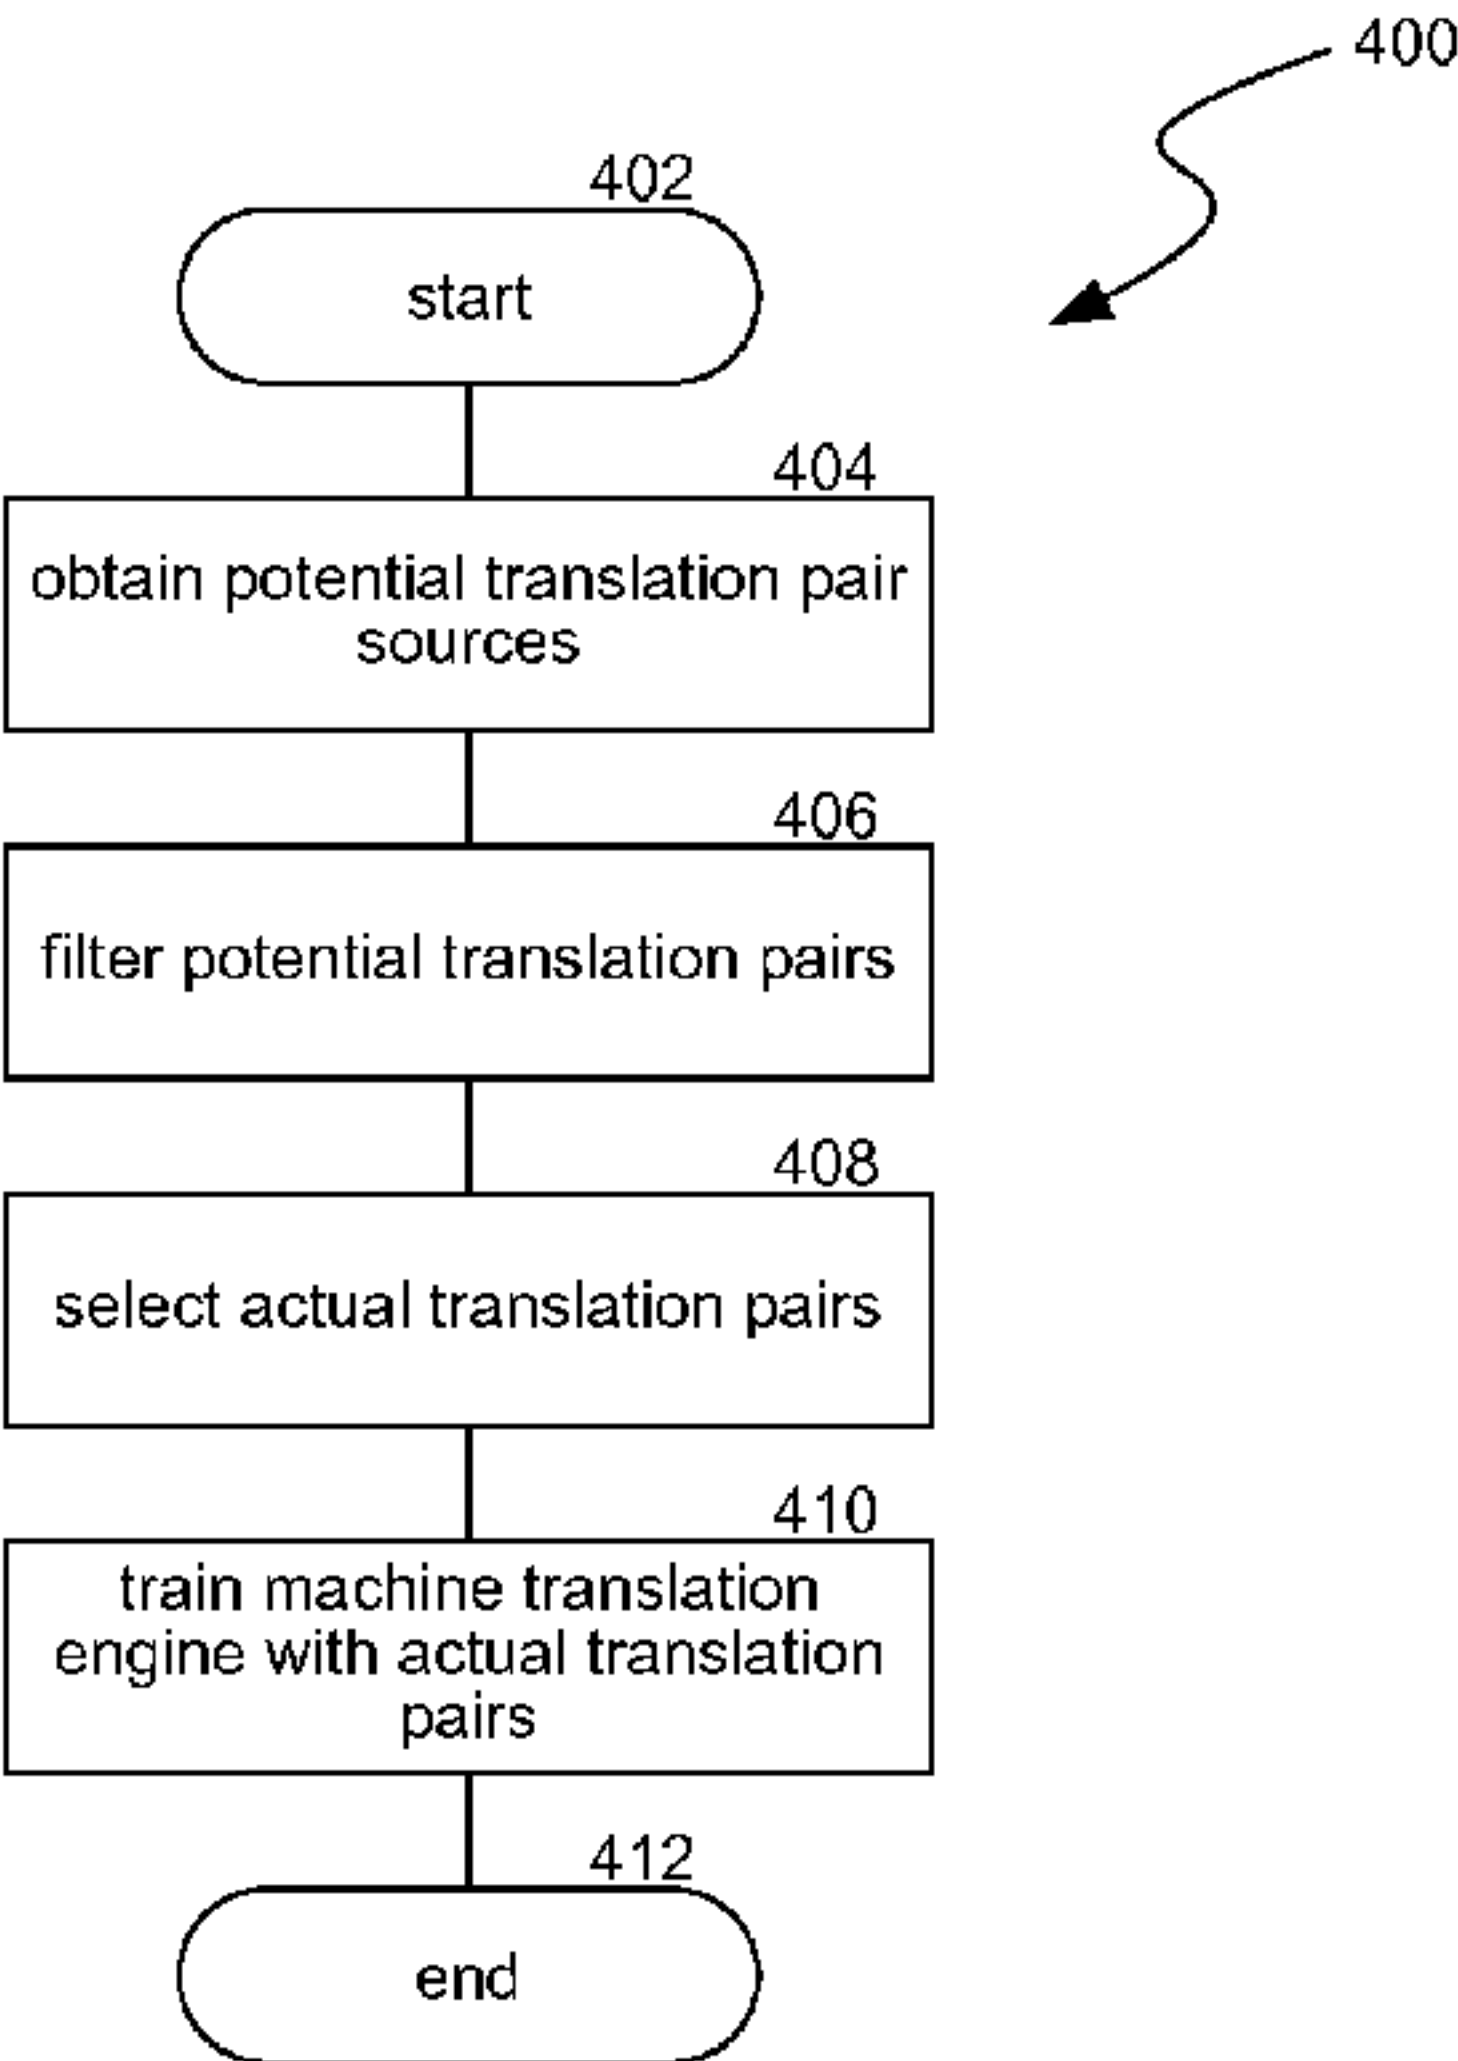 400
402
start
404
obtain potential translation pair
sources
406
filter potential translation pairs
408
select actual translation pairs
410
train machine translation
engine with actual translation
pairs
412
end